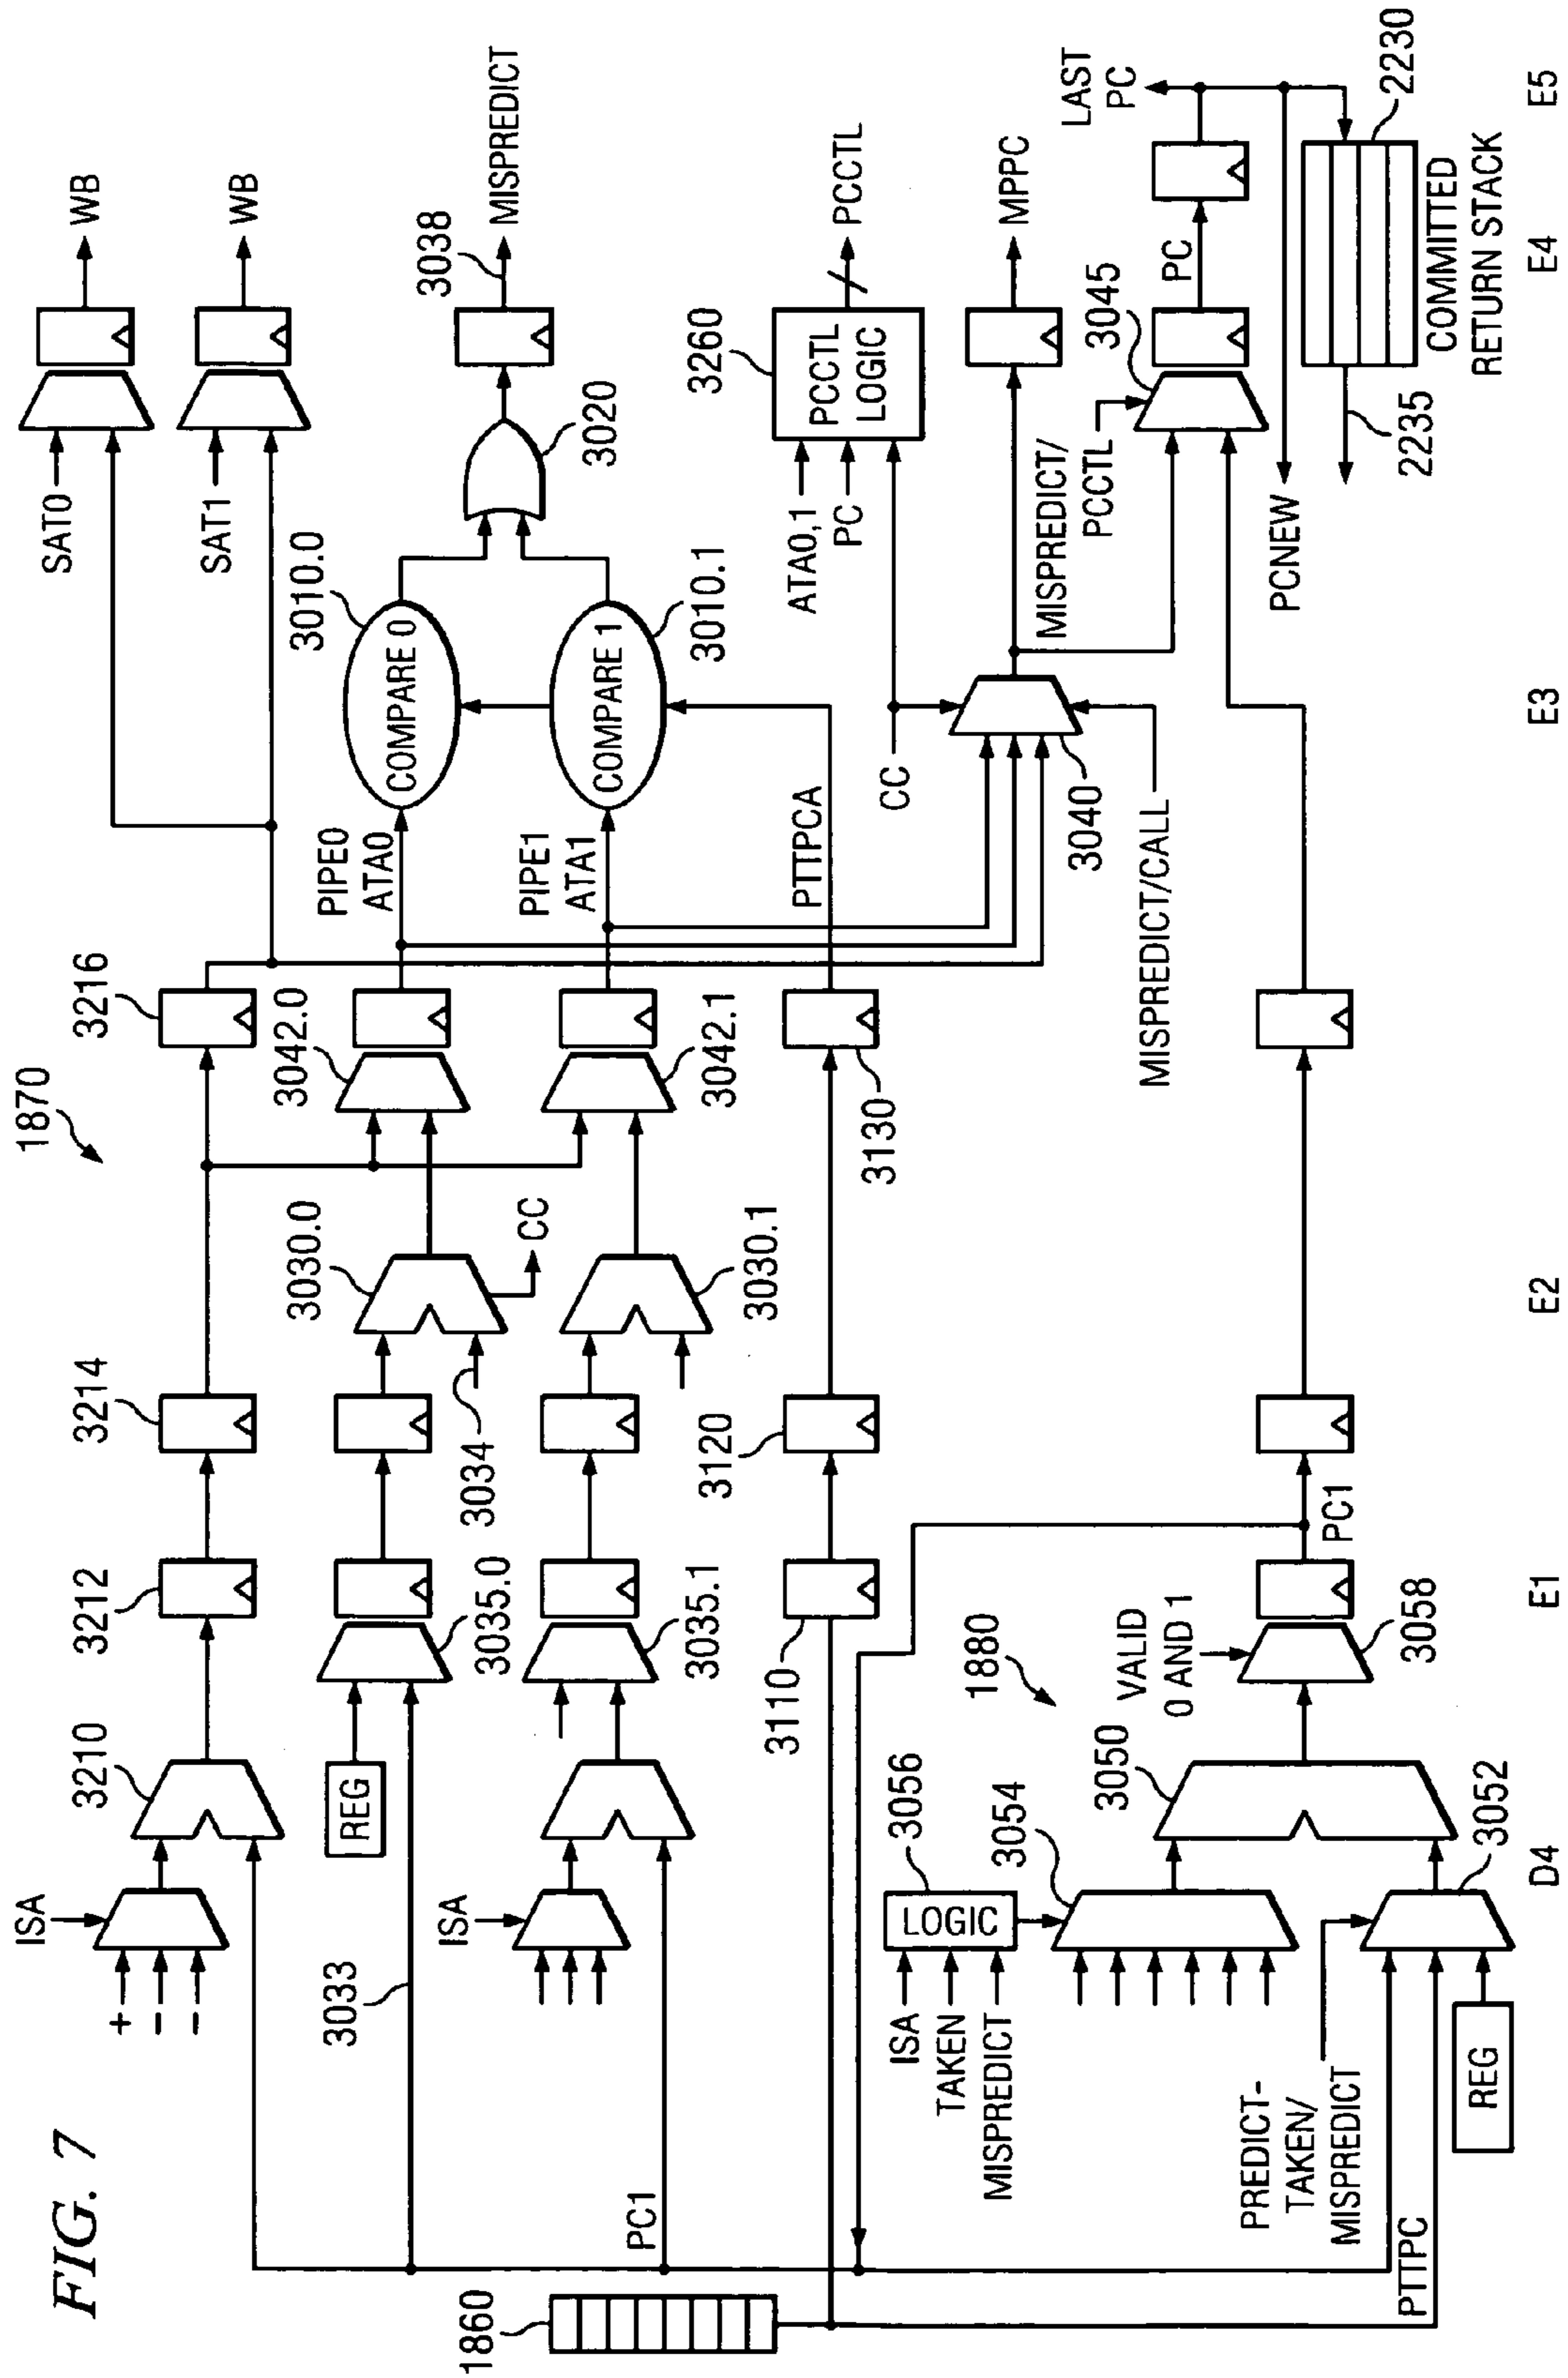 FIG. 7
1870
ISA
+
-
-
3210
3212
3214
3216
SAT0
WB
SAT1
WB
3033
REG
3035.0
3034
3030.0
CC
3042.0
PIPE0
ATA0
COMPARE 0
3010.0
3020
3038
MISPREDICT
ISA
PC1
3035.1
3030.1
3042.1
PIPE1
ATA1
COMPARE 1
3010.1
1860
3110
3120
3130
PTTPCA
CC
ATA0,1
PC
3260
PCCTL
LOGIC
PCCTL
3040
MISPREDICT/CALL
MPPC
ISA
TAKEN
MISPREDICT
3056
LOGIC
3054
1880
3050
VALID
0 AND 1
3058
PC1
MISPREDICT/
PCCTL
3045
PC
LAST
PC
PREDICT-
TAKEN/
MISPREDICT
PTTPC
REG
3052
PCNEW
2235
2230
COMMITTED
RETURN STACK
D4
E1
E2
E3
E4
E5